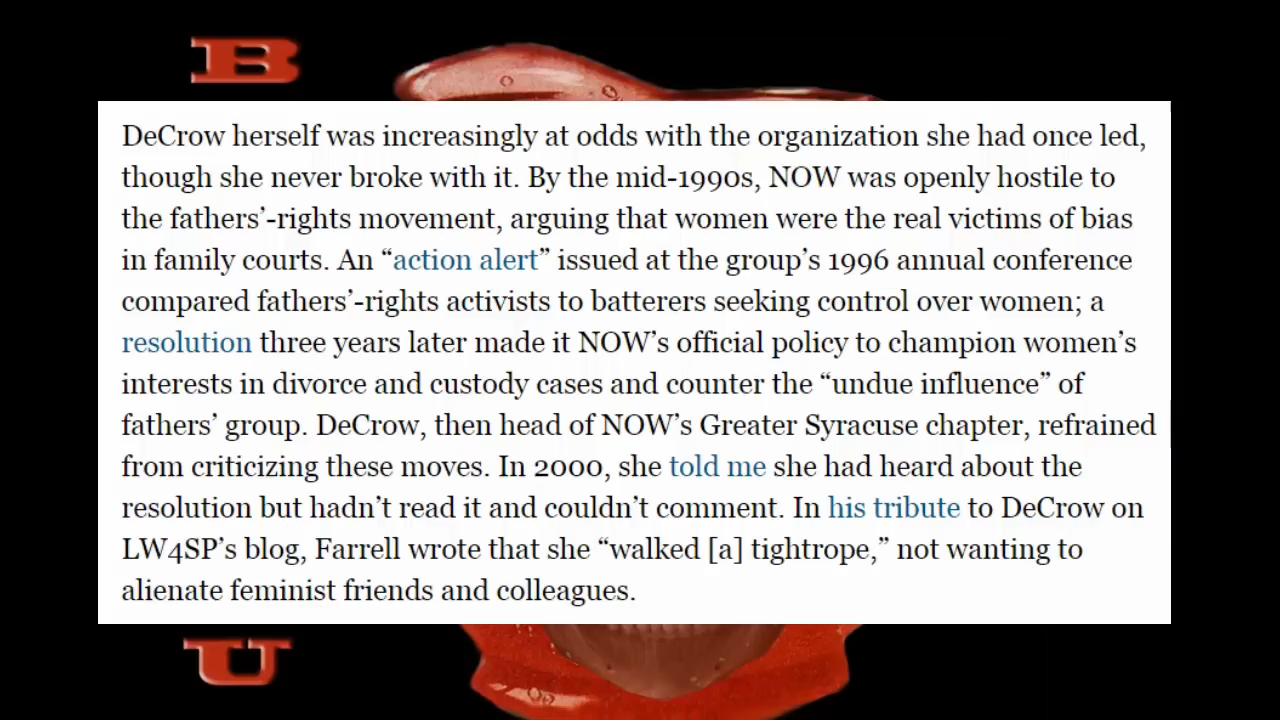 B
DeCrow herself was increasingly at odds with the organization she had once led,
though she never broke with it. By the mid-1990s, NOW was openly hostile to
the fathers’-rights movement, arguing that women were the real victims of bias
in family courts. An “action alert” issued at the group’s 1996 annual conference
compared fathers’-rights activists to batterers seeking control over women; a
resolution three years later made it NOW’s official policy to champion women’s
interests in divorce and custody cases and counter the “undue influence” of
fathers’ group. DeCrow, then head of NOW’s Greater Syracuse chapter, refrained
from criticizing these moves. In 2000, she told me she had heard about the
resolution but hadn’t read it and couldn’t comment. In his tribute to DeCrow on
LW4SP’s blog, Farrell wrote that she “walked [a] tightrope,” not wanting to
alienate feminist friends and colleagues.
U